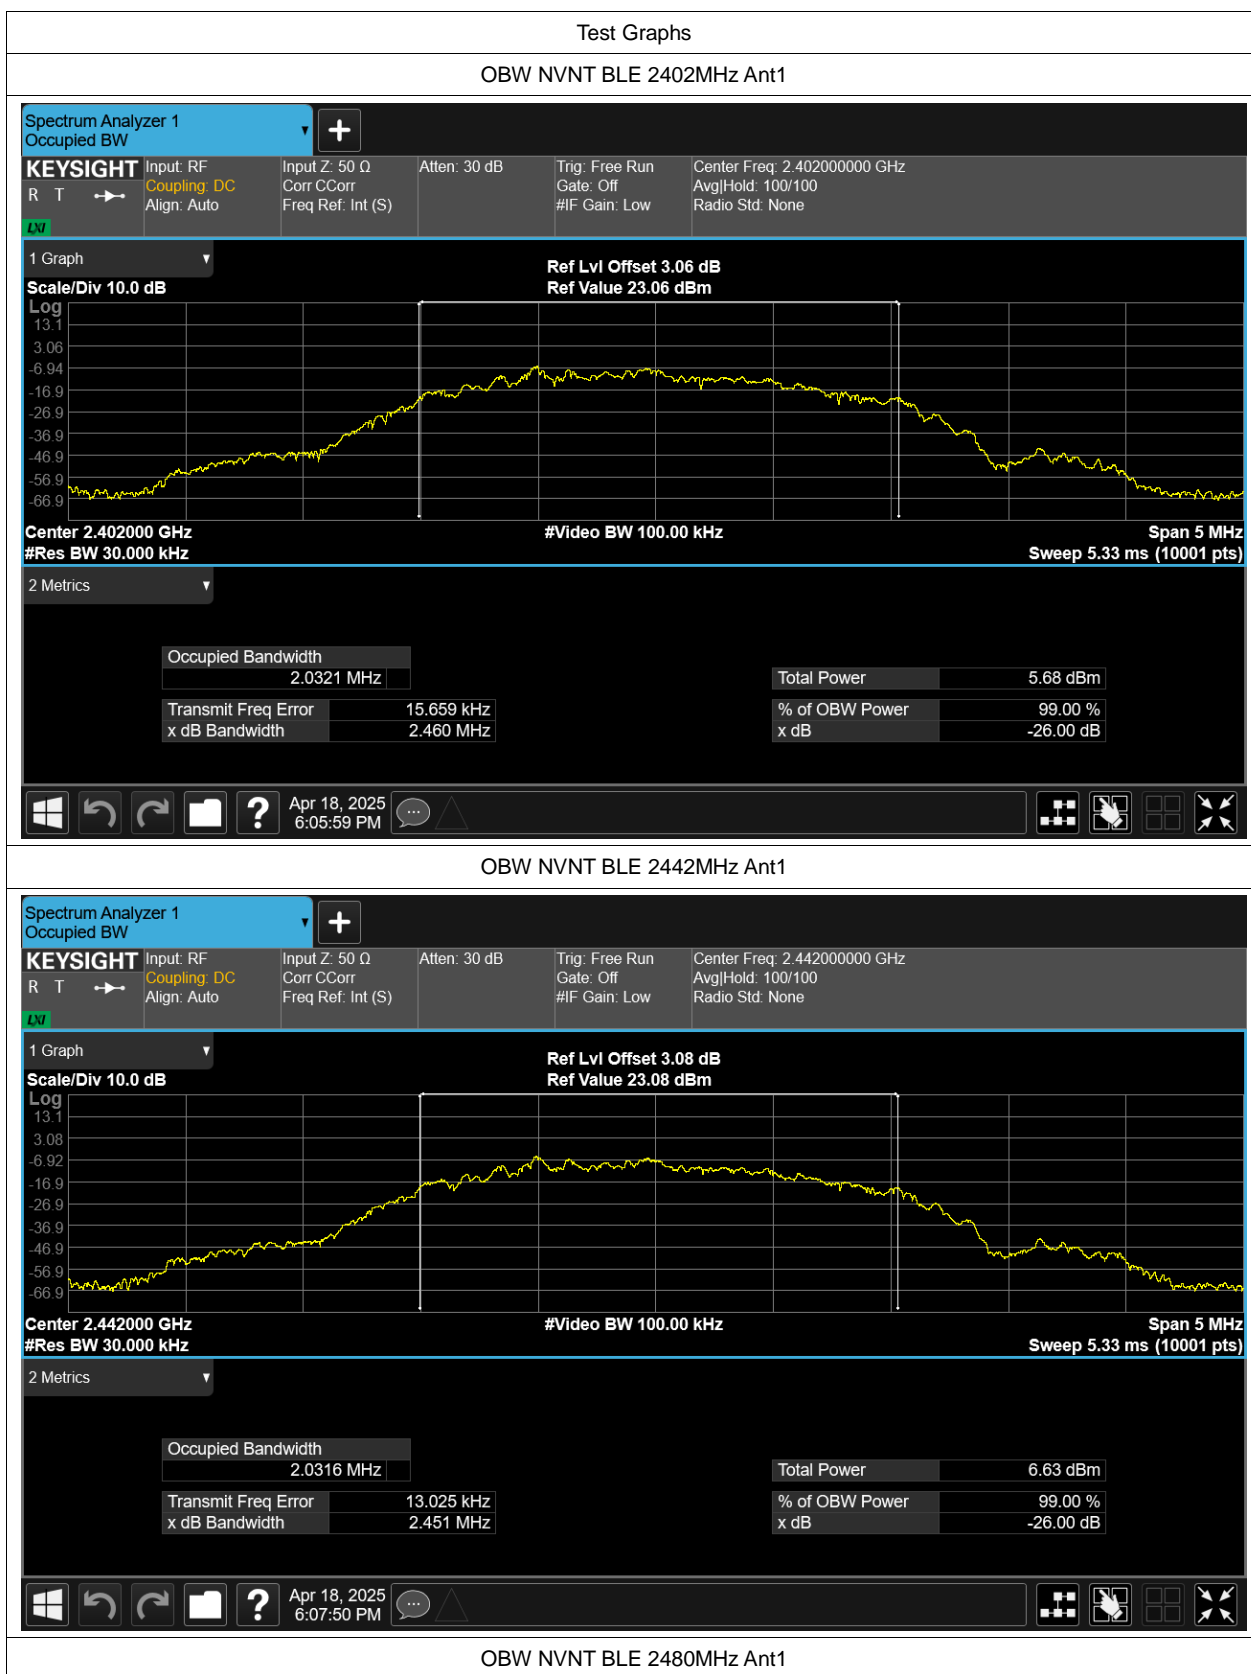 Test Graphs
OBW NVNT BLE 2402MHz Ant1
Spectrum Analyzer 1
Occupied BW
KEYSIGHT
R T
LXI
Input: RF
Coupling: DC
Align: Auto
Input Z: 50 Ω
Corr CCorr
Freq Ref: Int (S)
Atten: 30 dB
Trig: Free Run
Gate: Off
#IF Gain: Low
Center Freq: 2.402000000 GHz
Avg|Hold: 100/100
Radio Std: None
1 Graph
Scale/Div 10.0 dB
Ref Lvl Offset 3.06 dB
Ref Value 23.06 dBm
Log
13.1
3.06
-6.94
-16.9
-26.9
-36.9
-46.9
-56.9
-66.9
Center 2.402000 GHz
#Res BW 30.000 kHz
#Video BW 100.00 kHz
Span 5 MHz
Sweep 5.33 ms (10001 pts)
2 Metrics
Occupied Bandwidth
2.0321 MHz
Transmit Freq Error 15.659 kHz
x dB Bandwidth 2.460 MHz
Total Power 5.68 dBm
% of OBW Power 99.00 %
x dB -26.00 dB
Apr 18, 2025
6:05:59 PM
OBW NVNT BLE 2442MHz Ant1
Spectrum Analyzer 1
Occupied BW
KEYSIGHT
R T
LXI
Input: RF
Coupling: DC
Align: Auto
Input Z: 50 Ω
Corr CCorr
Freq Ref: Int (S)
Atten: 30 dB
Trig: Free Run
Gate: Off
#IF Gain: Low
Center Freq: 2.442000000 GHz
Avg|Hold: 100/100
Radio Std: None
1 Graph
Scale/Div 10.0 dB
Ref Lvl Offset 3.08 dB
Ref Value 23.08 dBm
Log
13.1
3.08
-6.92
-16.9
-26.9
-36.9
-46.9
-56.9
-66.9
Center 2.442000 GHz
#Res BW 30.000 kHz
#Video BW 100.00 kHz
Span 5 MHz
Sweep 5.33 ms (10001 pts)
2 Metrics
Occupied Bandwidth
2.0316 MHz
Transmit Freq Error 13.025 kHz
x dB Bandwidth 2.451 MHz
Total Power 6.63 dBm
% of OBW Power 99.00 %
x dB -26.00 dB
Apr 18, 2025
6:07:50 PM
OBW NVNT BLE 2480MHz Ant1